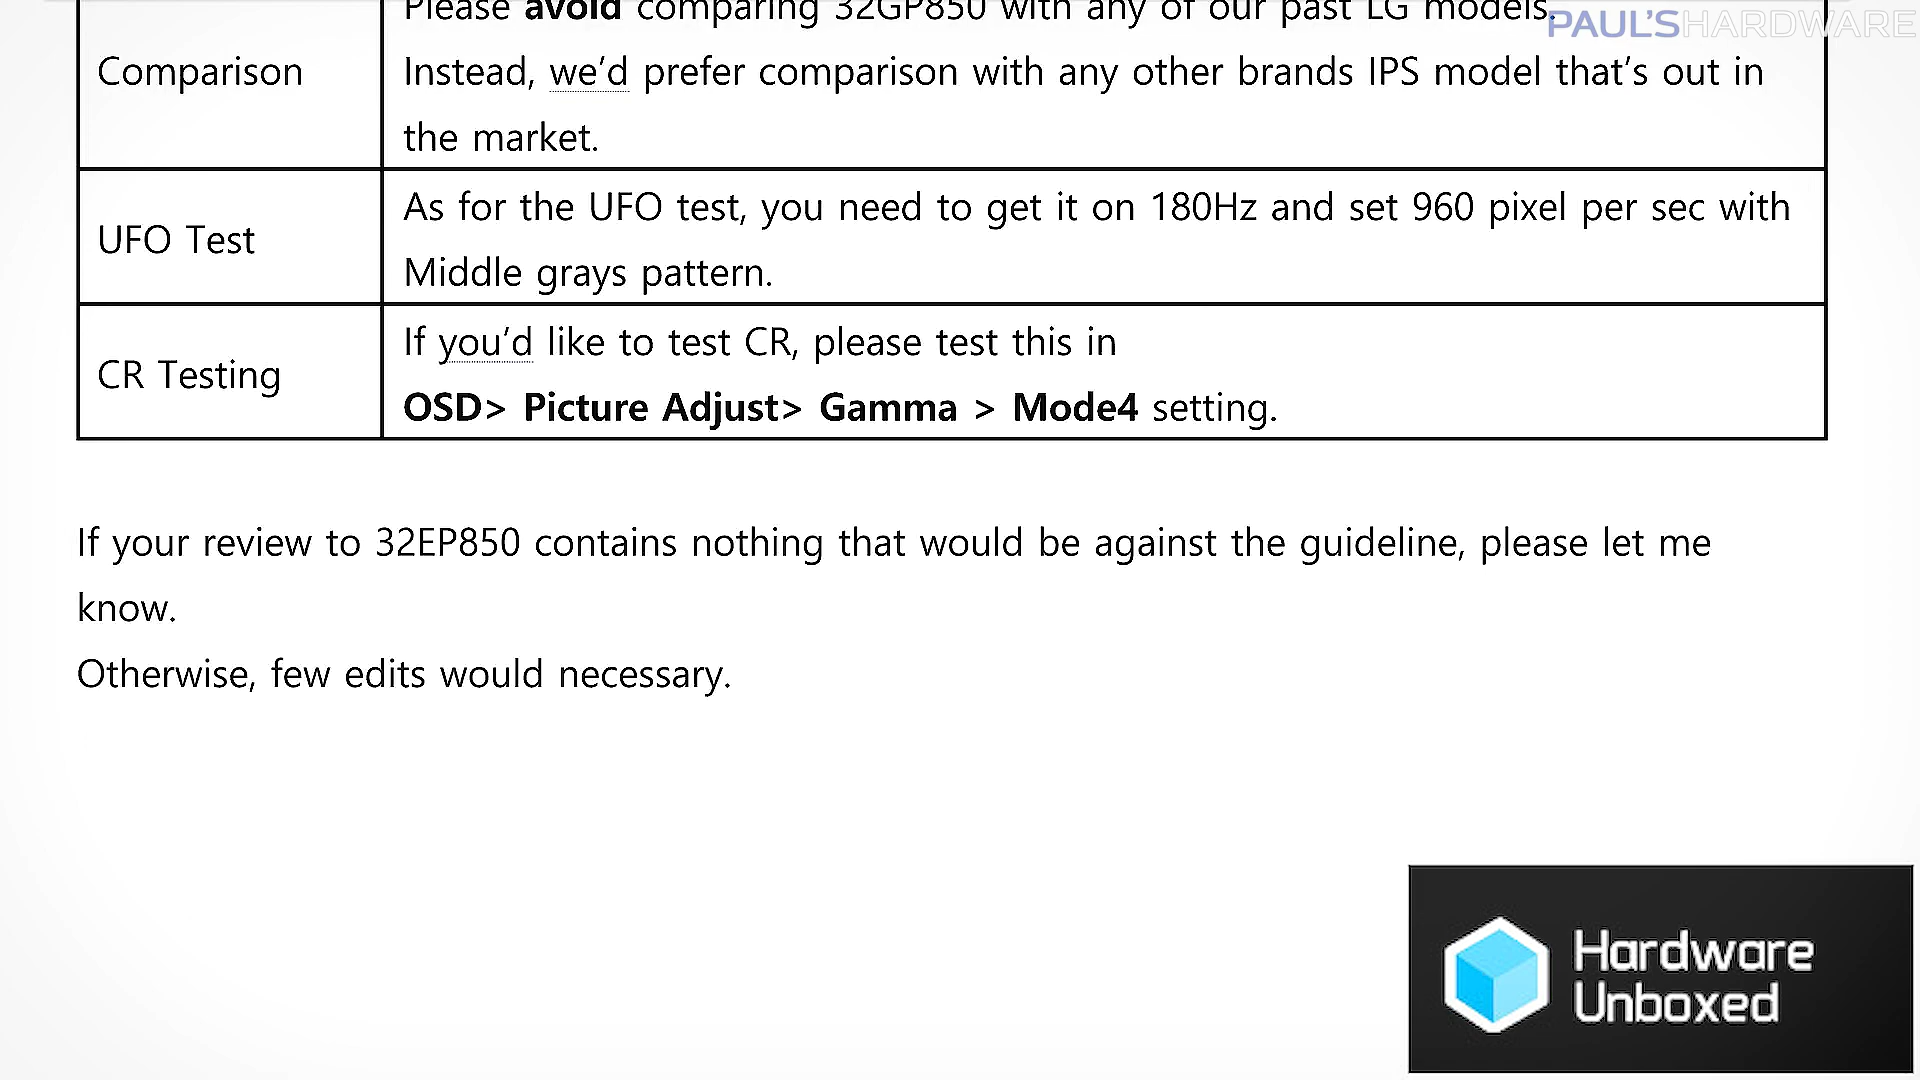 Please avoid comparing 32GP850 with any of our past LG models.
PAUL'SHARDWARE
Comparison
Instead, we'd prefer comparison with any other brands IPS model that's out in
the market.
UFO Test
As for the UFO test, you need to get it on 180Hz and set 960 pixel per sec with
Middle grays pattern.
CR Testing
If you'd like to test CR, please test this in
OSD> Picture Adjust> Gamma > Mode4 setting.
If your review to 32EP850 contains nothing that would be against the guideline, please let me
know.
Otherwise, few edits would necessary.
Hardware
Unboxed